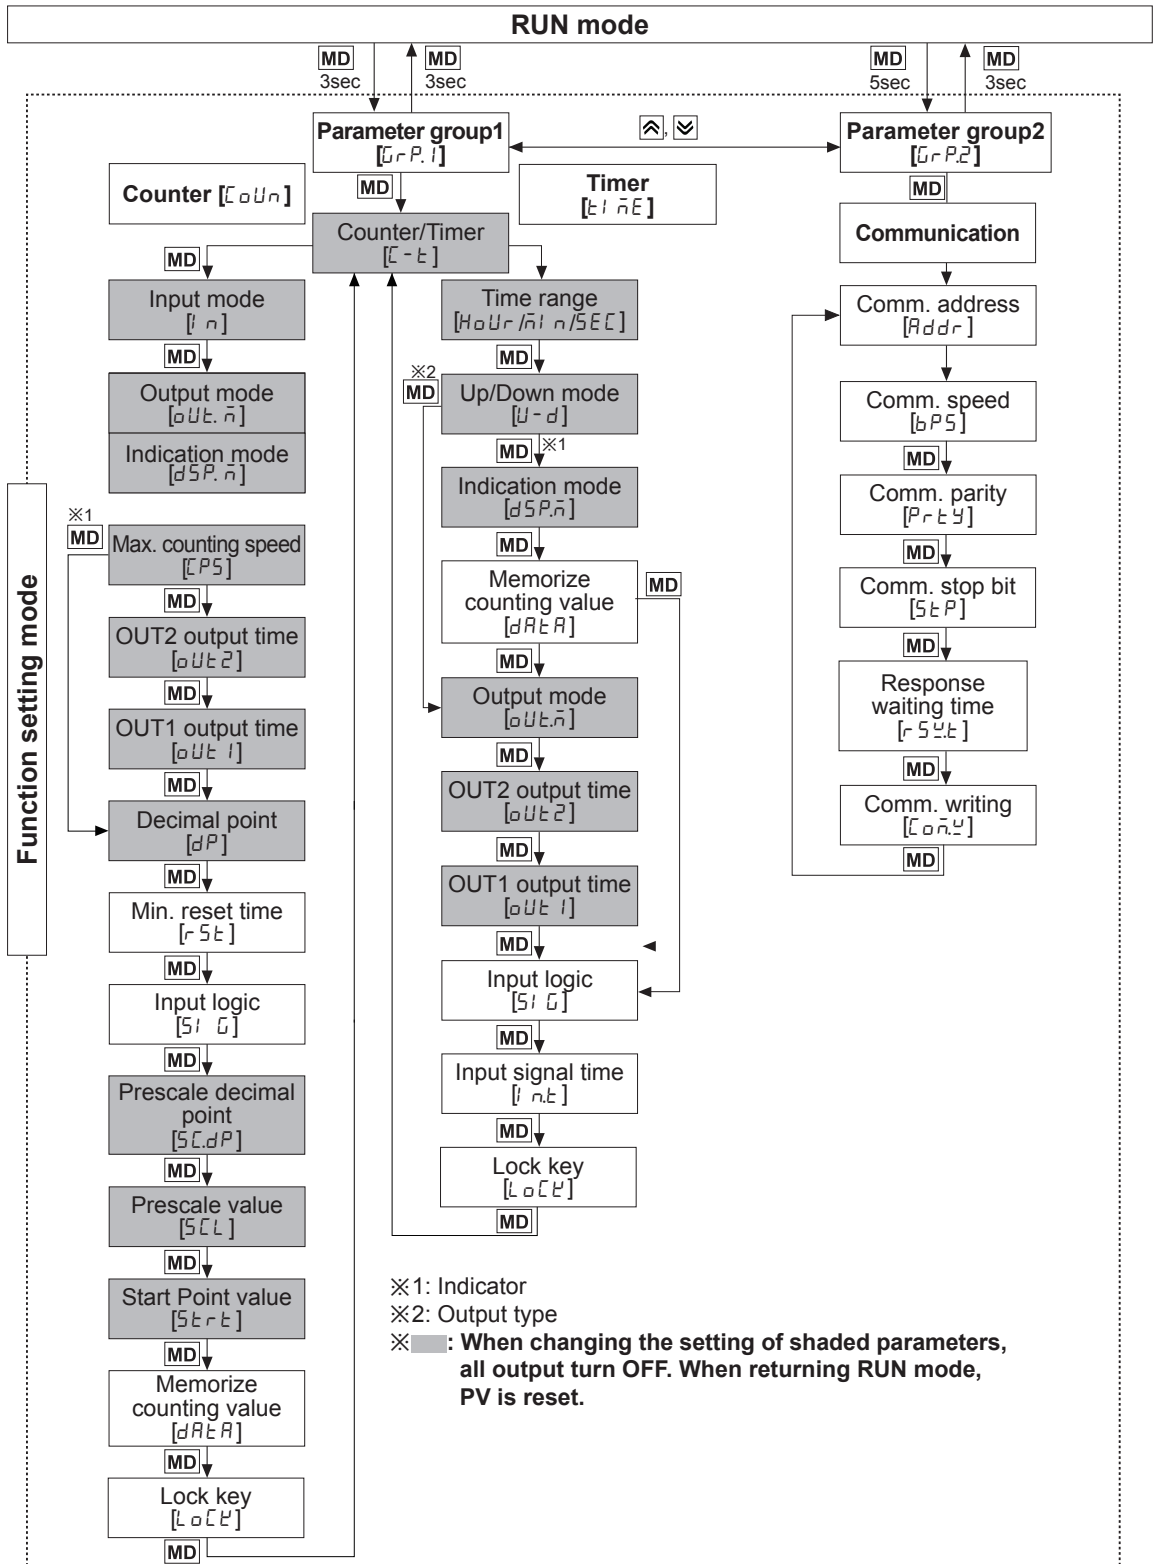 RUN mode
MD
3sec
MD
3sec
MD
5sec
MD
3sec
Parameter group1
[GrP.1]
Parameter group2
[GrP.2]
MD
MD
Counter [CoUn]
Timer
[tImE]
Counter/Timer
[C-t]
Function setting mode
MD
Input mode
[In]
MD
Output mode
[oUt.m]
Indication mode
[dSP.m]
※1
MD
Max. counting speed
[CPS]
MD
OUT2 output time
[oUt2]
MD
OUT1 output time
[oUt1]
MD
Decimal point
[dP]
MD
Min. reset time
[rSt]
MD
Input logic
[SIG]
MD
Prescale decimal
point
[SC.dP]
MD
Prescale value
[SCL]
MD
Start Point value
[Strt]
MD
Memorize
counting value
[dAtA]
MD
Lock key
[LoCK]
MD
Time range
[HoUr/mIn/SEC]
MD
※2
MD
Up/Down mode
[U-d]
MD
※1
Indication mode
[dSP.m]
MD
Memorize
counting value
[dAtA]
MD
MD
Output mode
[oUt.m]
MD
OUT2 output time
[oUt2]
MD
OUT1 output time
[oUt1]
MD
Input logic
[SIG]
MD
Input signal time
[In.t]
MD
Lock key
[LoCK]
MD
Communication
Comm. address
[Addr]
Comm. speed
[bPS]
MD
Comm. parity
[PrtY]
MD
Comm. stop bit
[StP]
MD
Response
waiting time
[rSW.t]
MD
Comm. writing
[Com.W]
MD
※1: Indicator
※2: Output type
※ : When changing the setting of shaded parameters,
all output turn OFF. When returning RUN mode,
PV is reset.